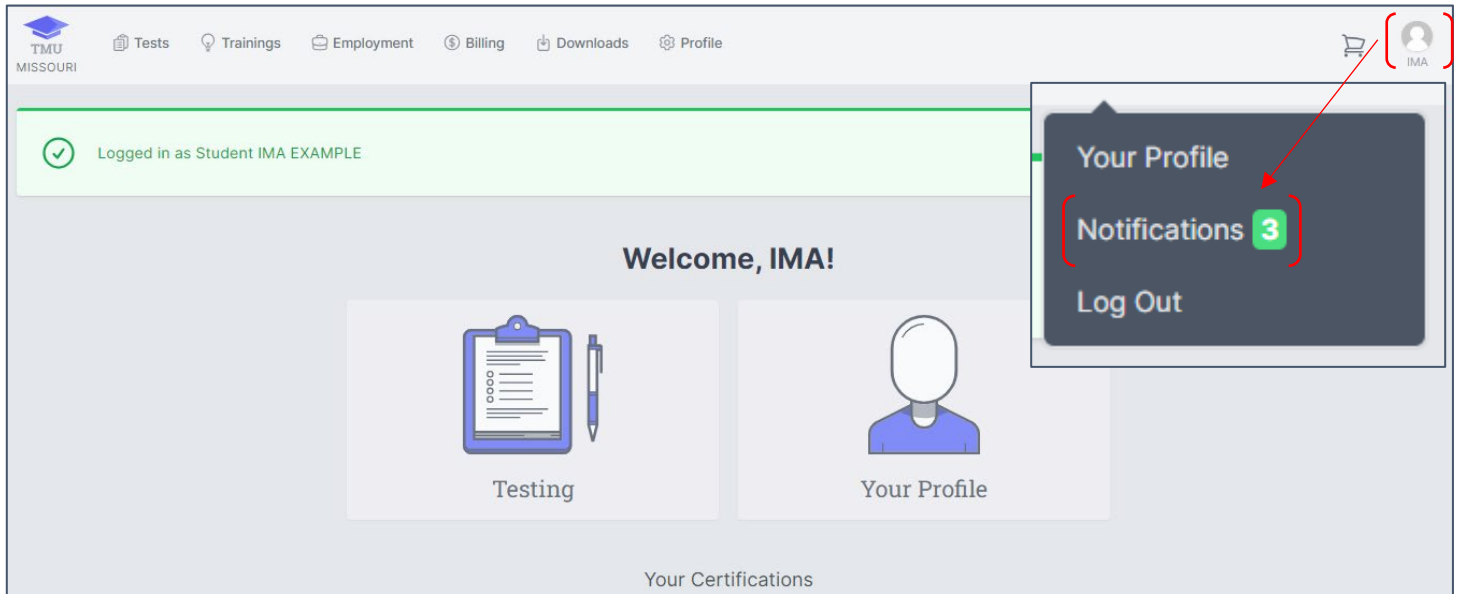 TMU
MISSOURI
Tests
Trainings
Employment
Billing
Downloads
Profile
IMA
Logged in as Student IMA EXAMPLE
Your Profile
Notifications 3
Log Out
Welcome, IMA!
Testing
Your Profile
Your Certifications